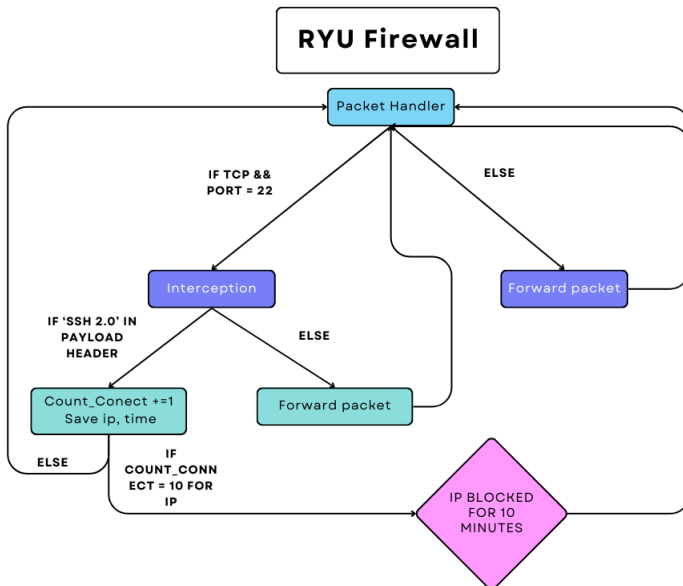 RYU Firewall
Packet Handler
IF TCP &&
PORT = 22
ELSE
Interception
Forward packet
IF ‘SSH 2.0’ IN
PAYLOAD
HEADER
ELSE
Count_Conect +=1
Save ip, time
Forward packet
ELSE
IF
COUNT_CONN
ECT = 10 FOR
IP
IP BLOCKED
FOR 10
MINUTES